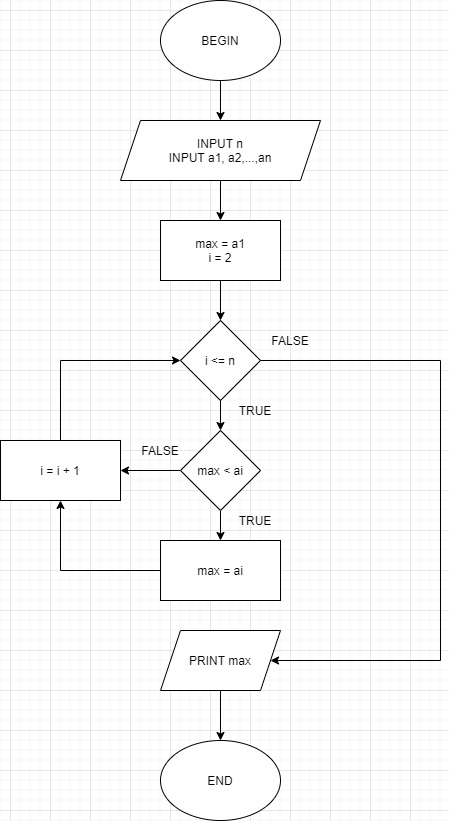 BEGIN
INPUT n
INPUT a1, a2,...,an
max = a1
i = 2
i <= n
FALSE
TRUE
max < ai
FALSE
i = i + 1
TRUE
max = ai
PRINT max
END